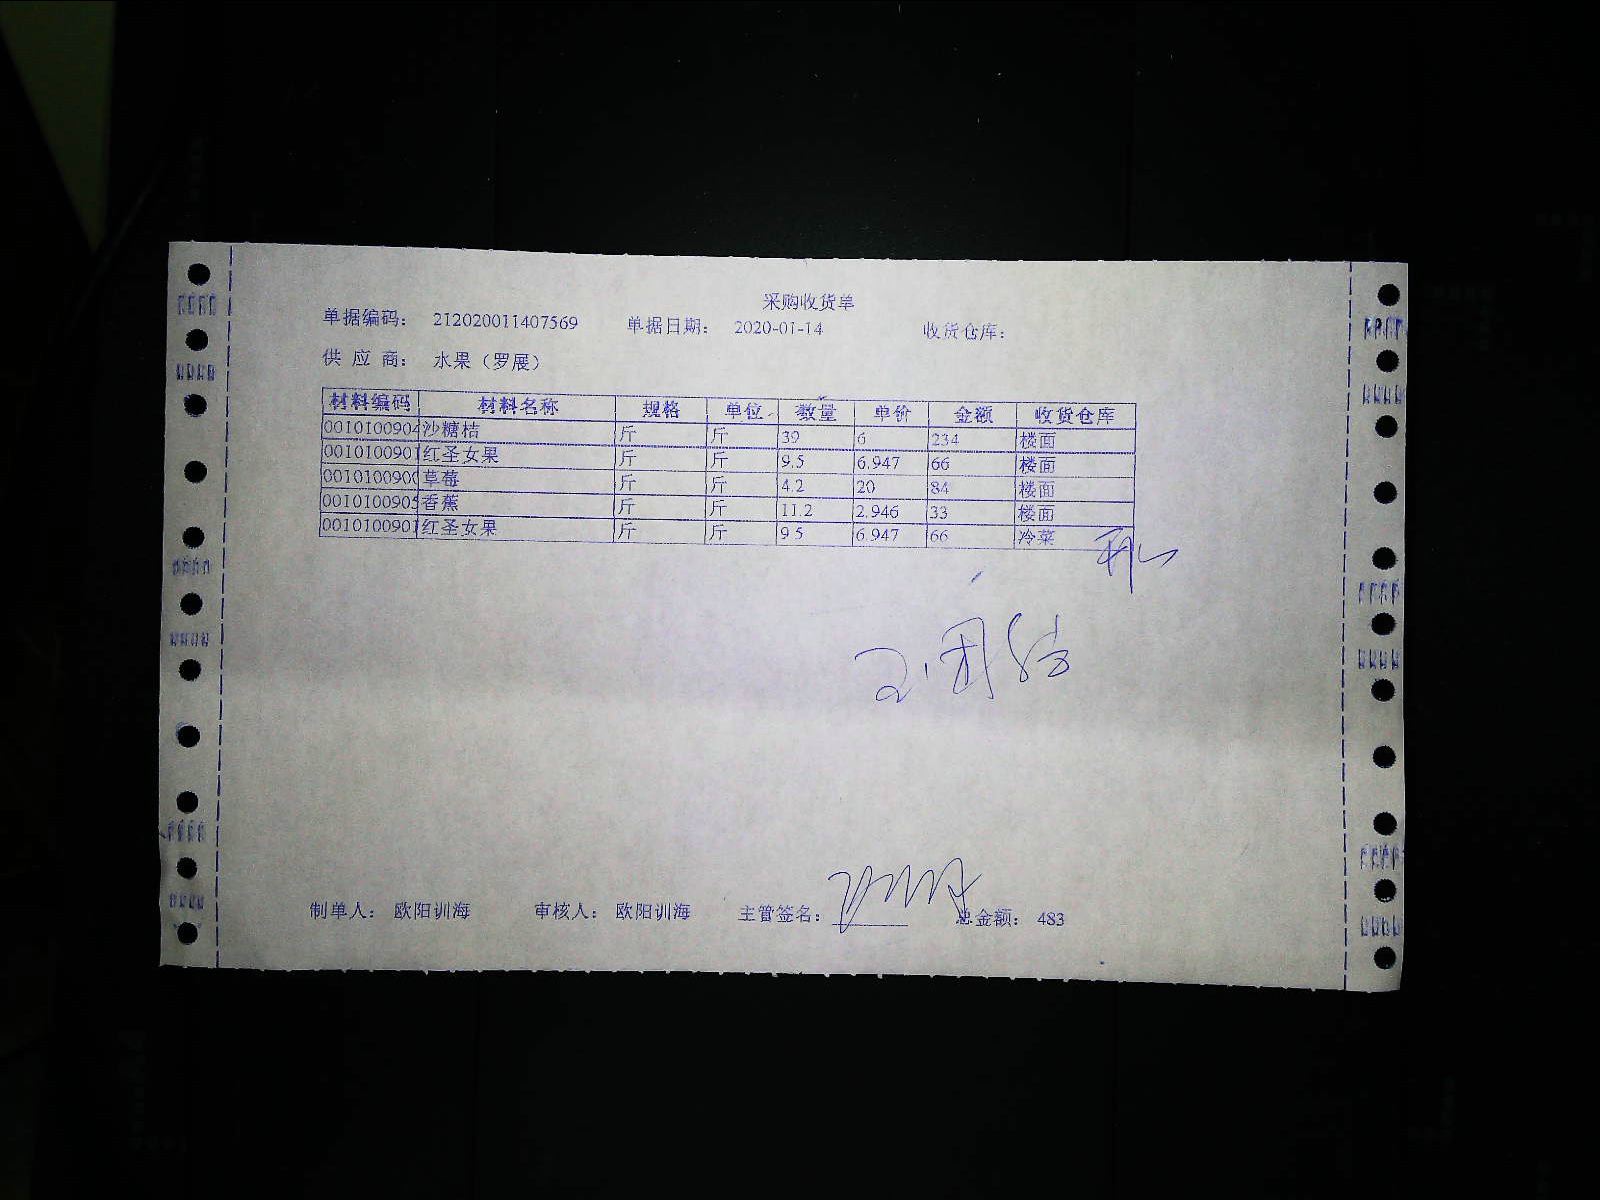 采购收货单
单据编码： 212020011407569 单据日期： 2020-01-14 收货仓库：
供 应 商： 水果（罗展）
材料编码 材料名称 规格 单位 数量 单价 金额 收货仓库
0010100904 沙糖桔 斤 斤 39 6 234 楼面
0010100901 红圣女果 斤 斤 9.5 6.947 66 楼面
001010090 草莓 斤 斤 4.2 20 84 楼面
0010100905 香蕉 斤 斤 11.2 2.946 33 楼面
0010100901 红圣女果 斤 斤 9.5 6.947 66 冷菜
制单人： 欧阳训海 审核人： 欧阳训海 主管签名： 总金额： 483